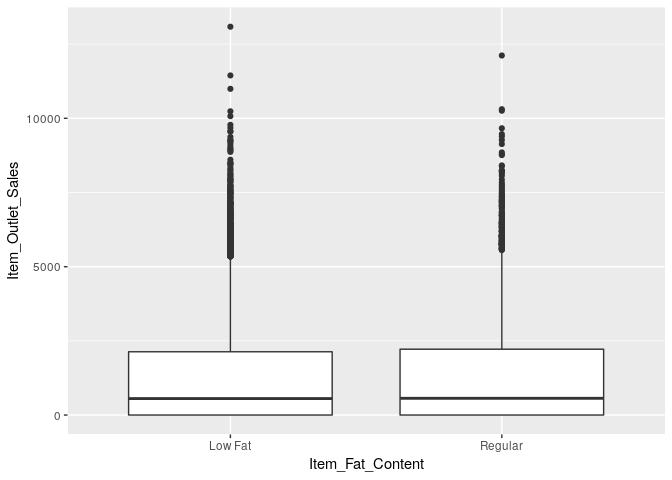 Item_Outlet_Sales
10000
5000
0
Low Fat
Regular
Item_Fat_Content